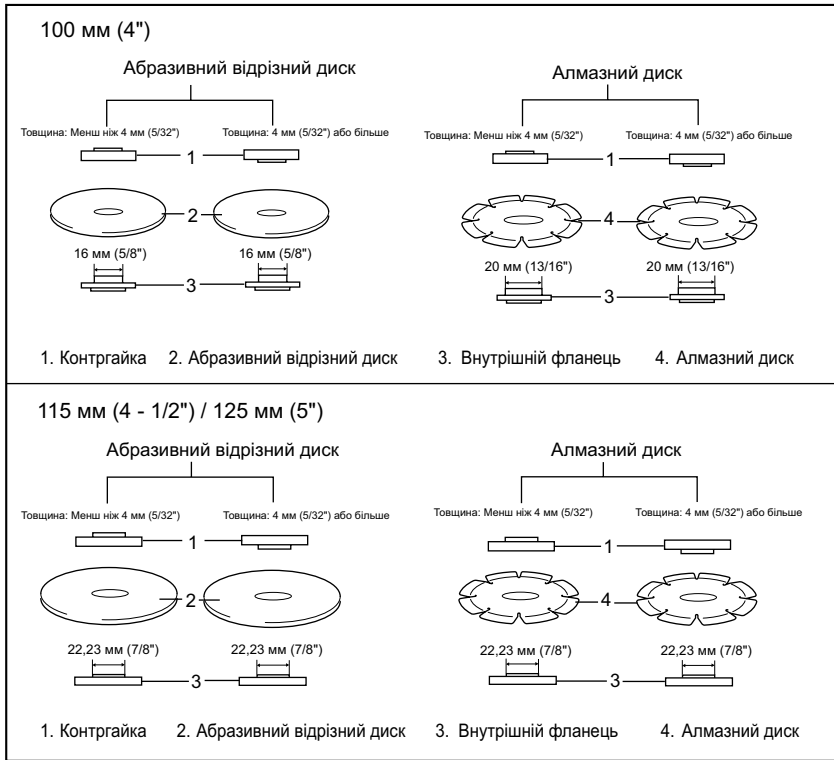 100 мм (4")
Абразивний відрізний диск
Алмазний диск
Товщина: Менш ніж 4 мм (5/32")
Товщина: 4 мм (5/32") або більше
Товщина: Менш ніж 4 мм (5/32")
Товщина: 4 мм (5/32") або більше
1
1
2
4
16 мм (5/8")
16 мм (5/8")
20 мм (13/16")
20 мм (13/16")
3
3
1. Контргайка 2. Абразивний відрізний диск 3. Внутрішній фланець 4. Алмазний диск
115 мм (4 - 1/2") / 125 мм (5")
Абразивний відрізний диск
Алмазний диск
Товщина: Менш ніж 4 мм (5/32")
Товщина: 4 мм (5/32") або більше
Товщина: Менш ніж 4 мм (5/32")
Товщина: 4 мм (5/32") або більше
1
1
2
4
22,23 мм (7/8")
22,23 мм (7/8")
22,23 мм (7/8")
22,23 мм (7/8")
3
3
1. Контргайка 2. Абразивний відрізний диск 3. Внутрішній фланець 4. Алмазний диск